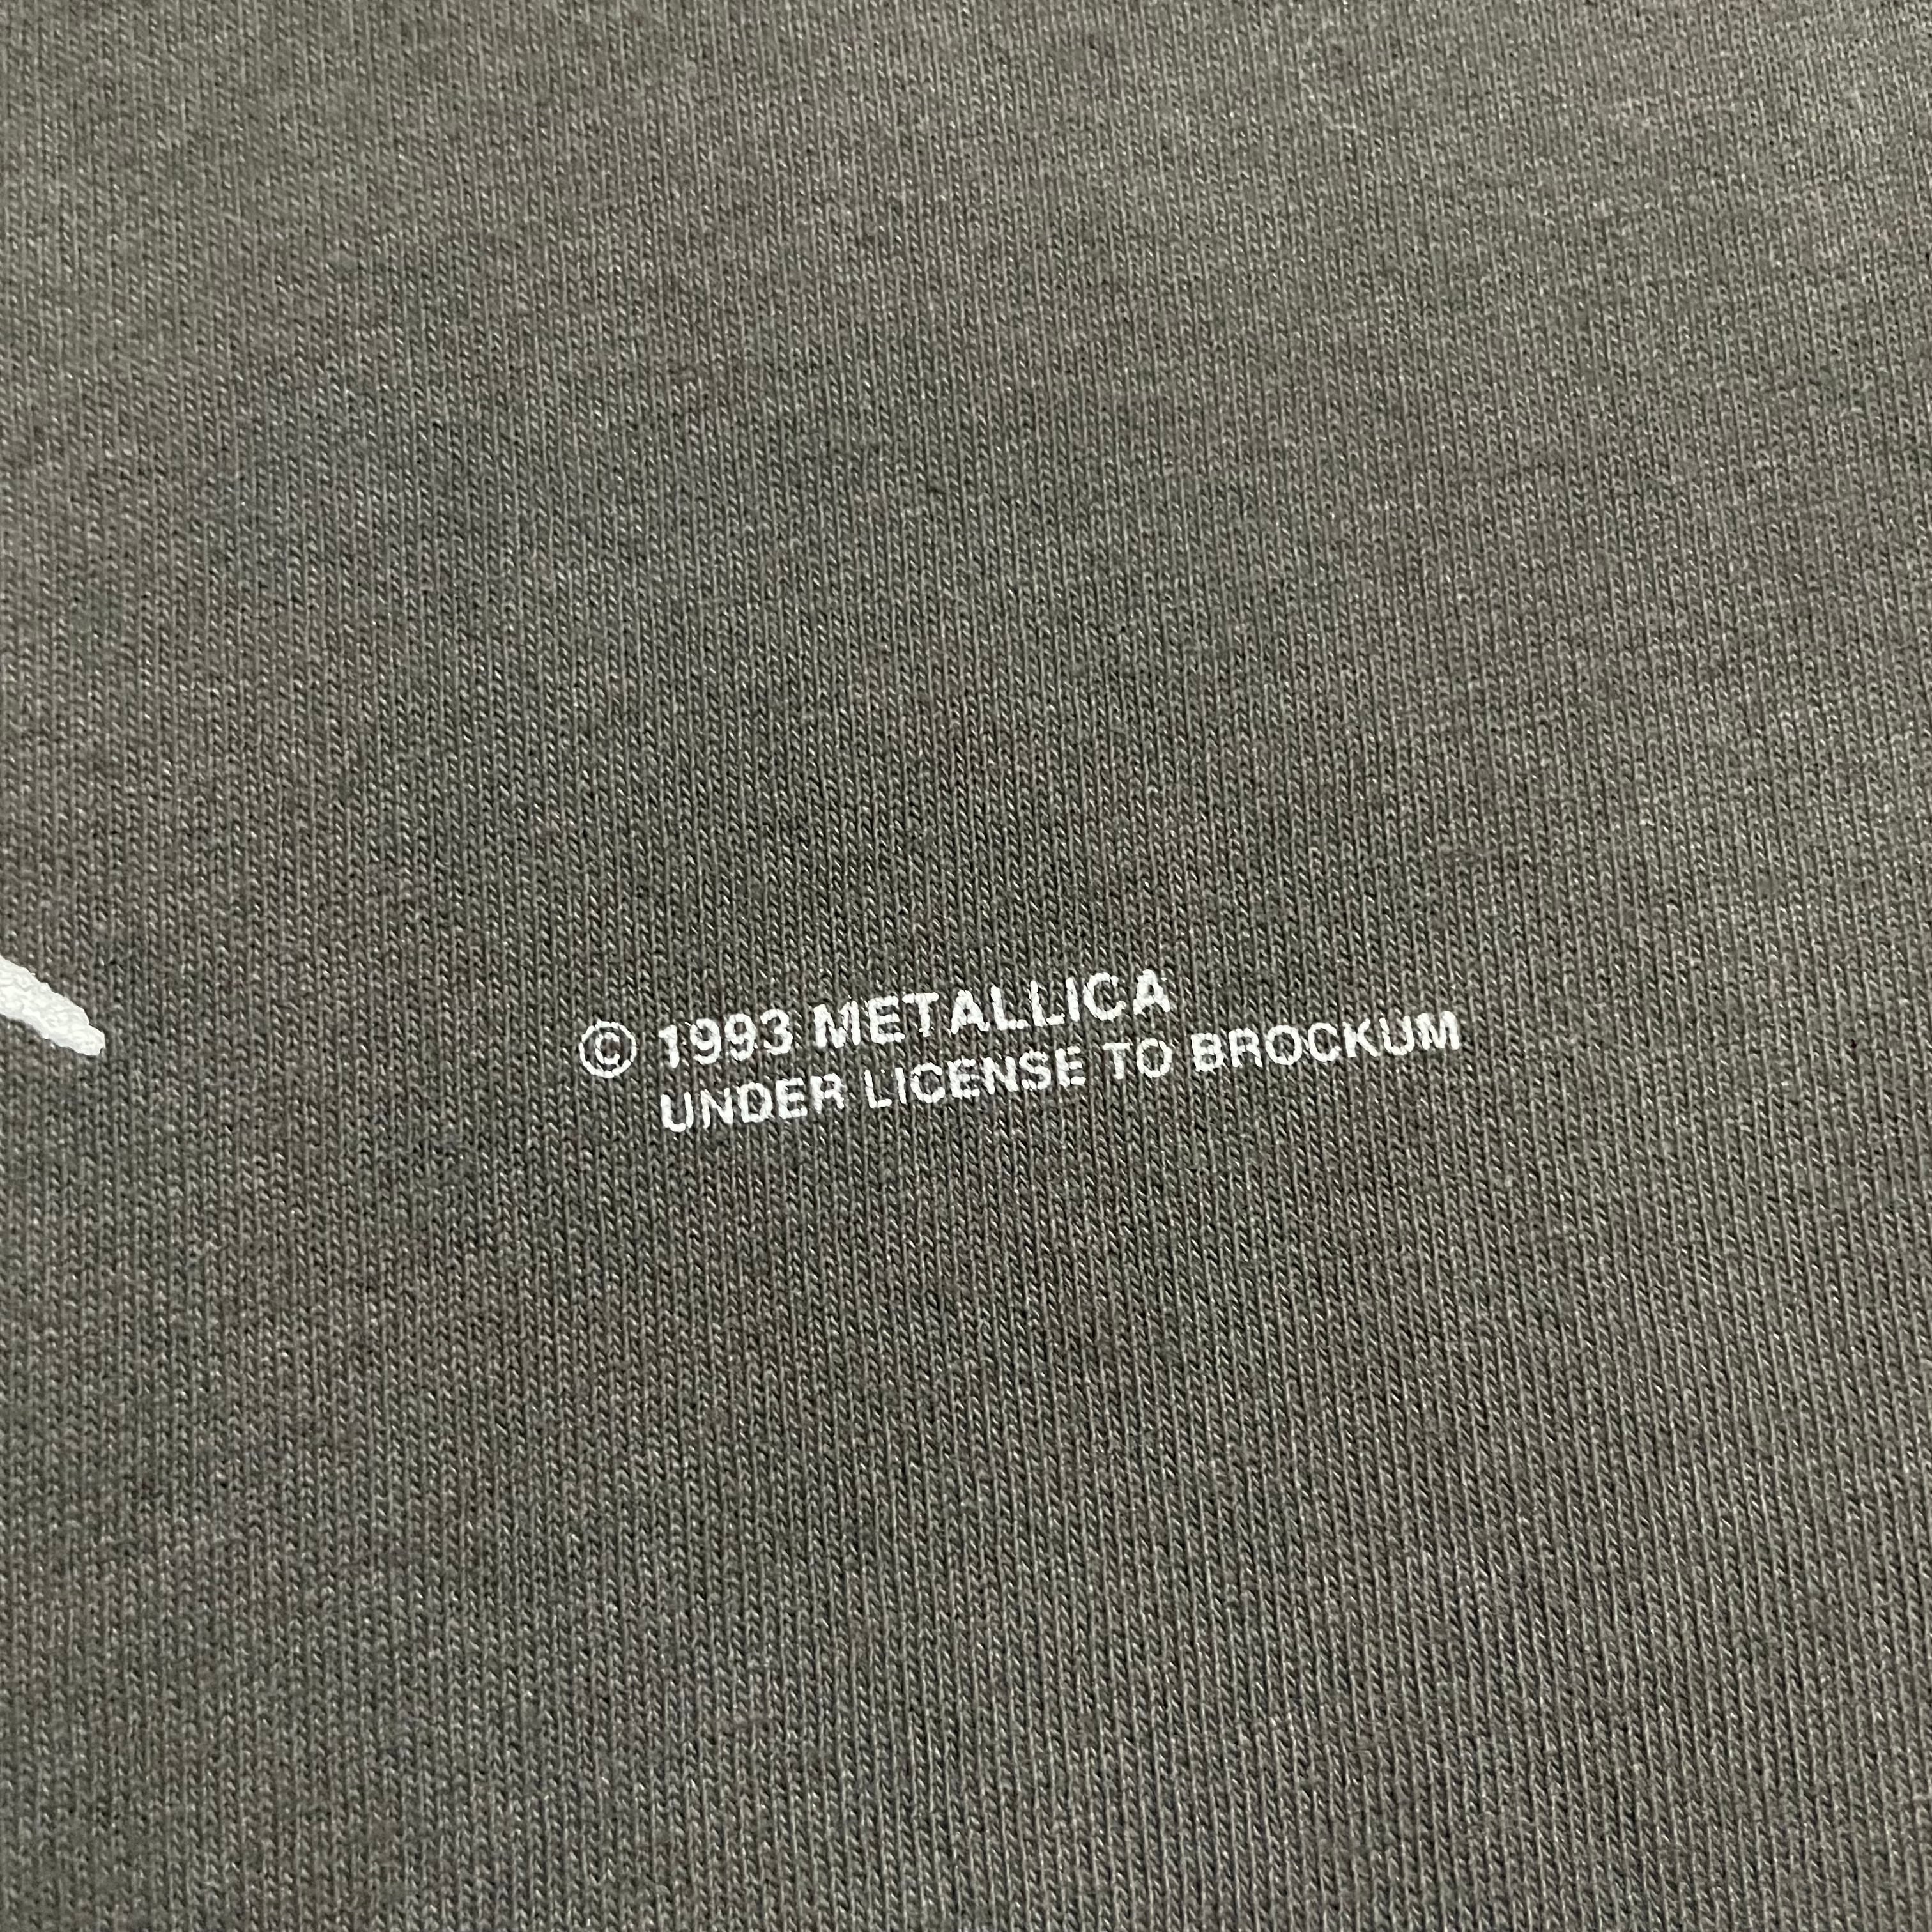 © 1993 METALLICA
UNDER LICENSE TO BROCKUM